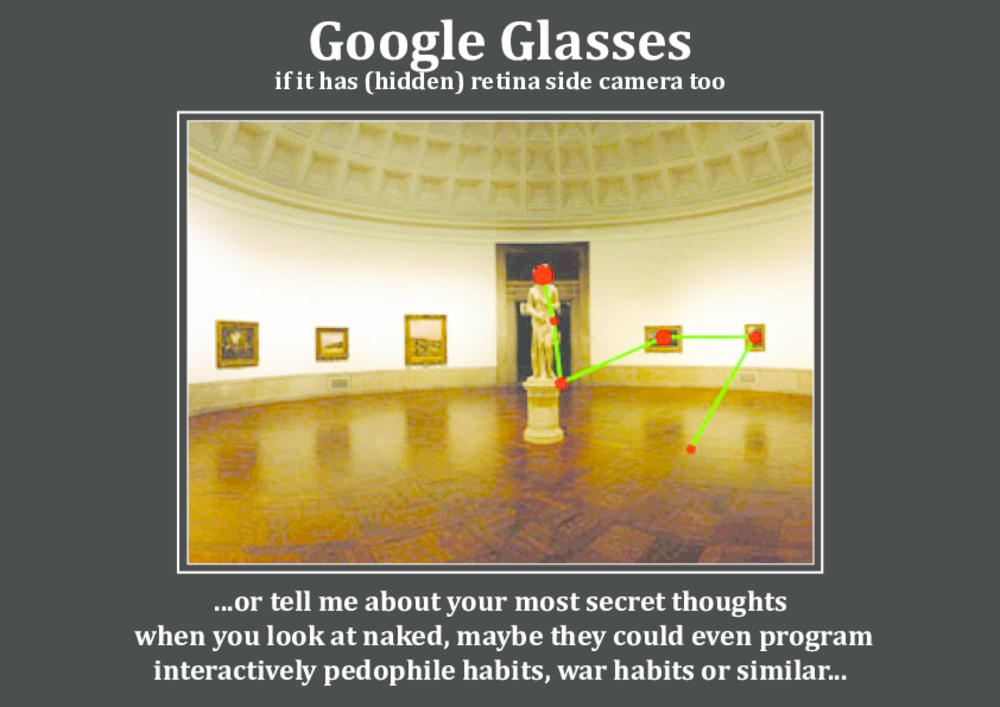 Google Glasses
if it has (hidden) retina side camera too
...or tell me about your most secret thoughts
when you look at naked, maybe they could even program
interactively pedophile habits, war habits or similar...